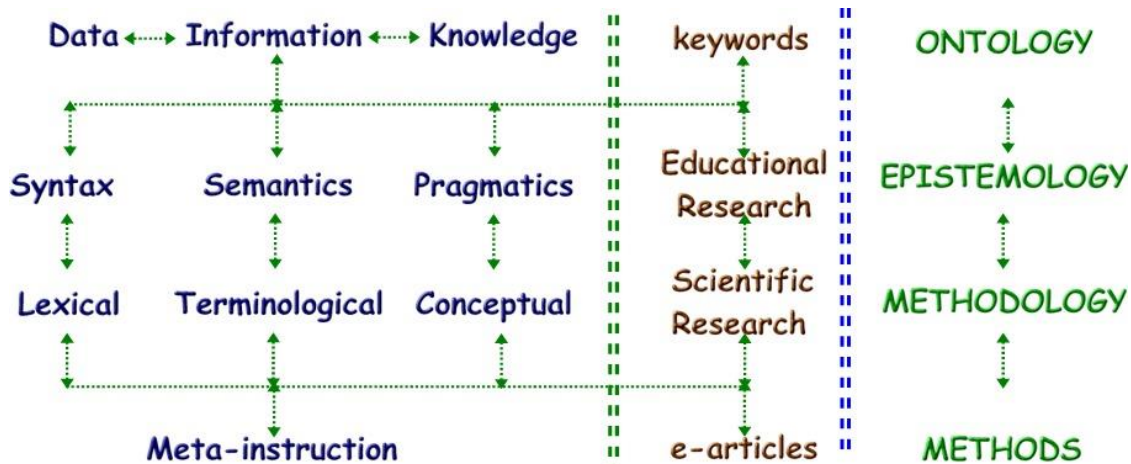 Data Information Knowledge keywords ONTOLOGY
Syntax Semantics Pragmatics Educational Research EPISTEMOLOGY
Lexical Terminological Conceptual Scientific Research METHODOLOGY
Meta-instruction e-articles METHODS